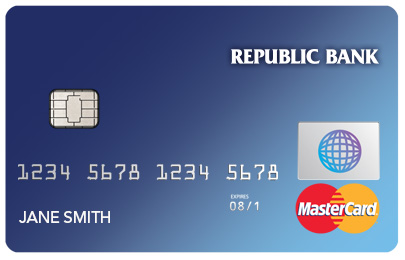 REPUBLIC BANK
1234 5678 1234 5678
EXPIRES
08/1
JANE SMITH
MasterCard